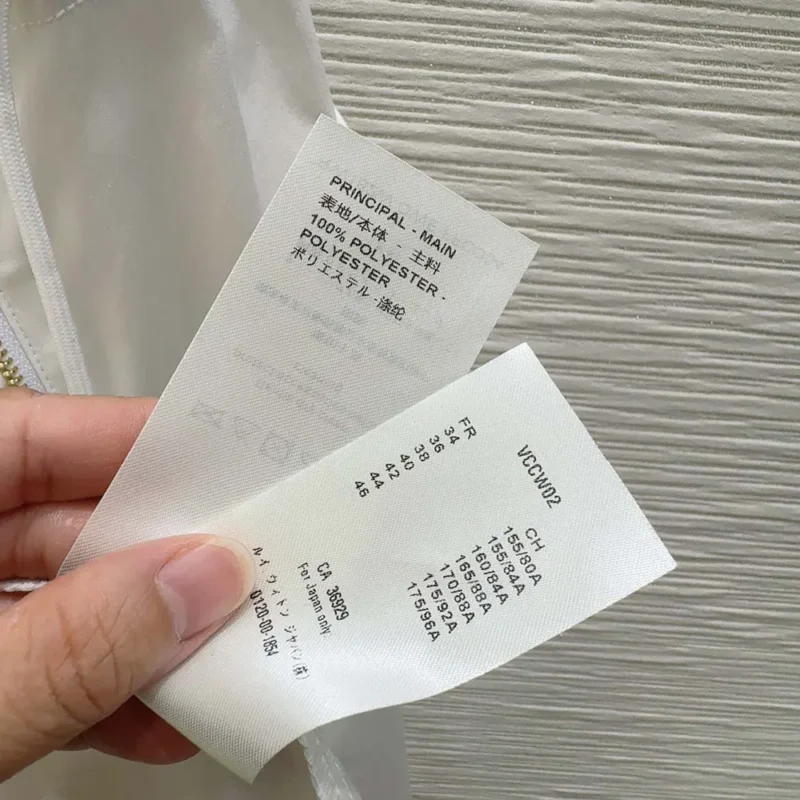 PRINCIPAL - MAIN
表地/本体 - 主料
100% POLYESTER -
POLYESTER
ポリエステル -涤纶
VCCW02
FR
34
36
38
40
42
44
46
CH
155/80A
155/84A
160/84A
165/88A
170/88A
175/92A
175/96A
CA 36929
For Japan only.
ルイ ヴィトン ジャパン(株)
0120-00-1854